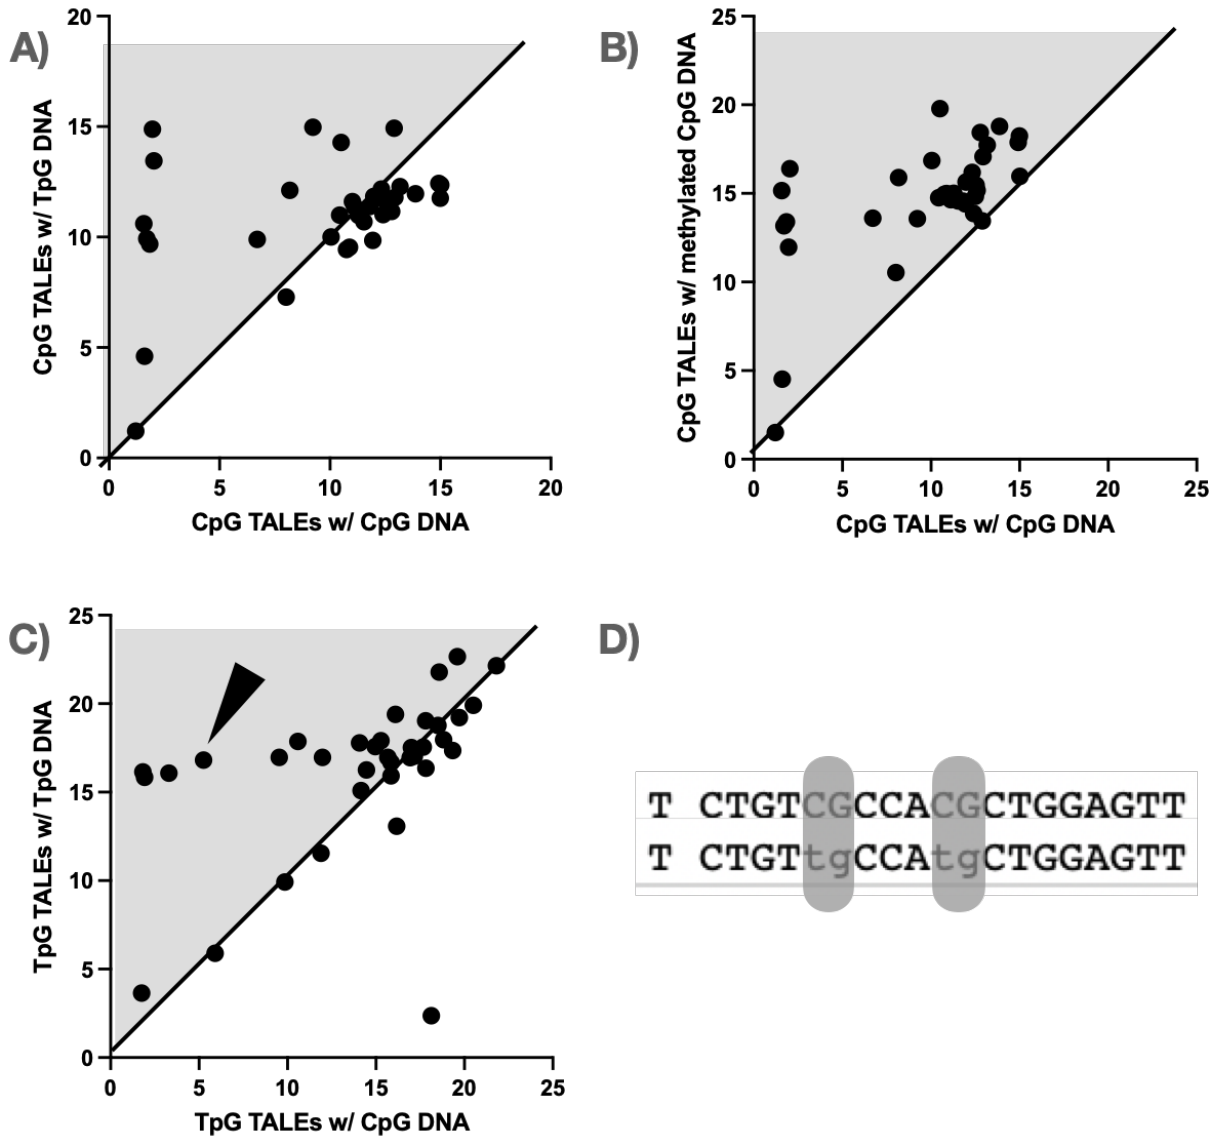 A)
20
15
10
5
0
CpG TALEs w/ TpG DNA
0 5 10 15 20
CpG TALEs w/ CpG DNA
B)
25
20
15
10
5
0
CpG TALEs w/ methylated CpG DNA
0 5 10 15 20 25
CpG TALEs w/ CpG DNA
C)
25
20
15
10
5
0
TpG TALEs w/ TpG DNA
0 5 10 15 20 25
TpG TALEs w/ CpG DNA
D)
T CTGTCGCCACGCTGGAGTT
T CTGTtgCCAtgCTGGAGTT